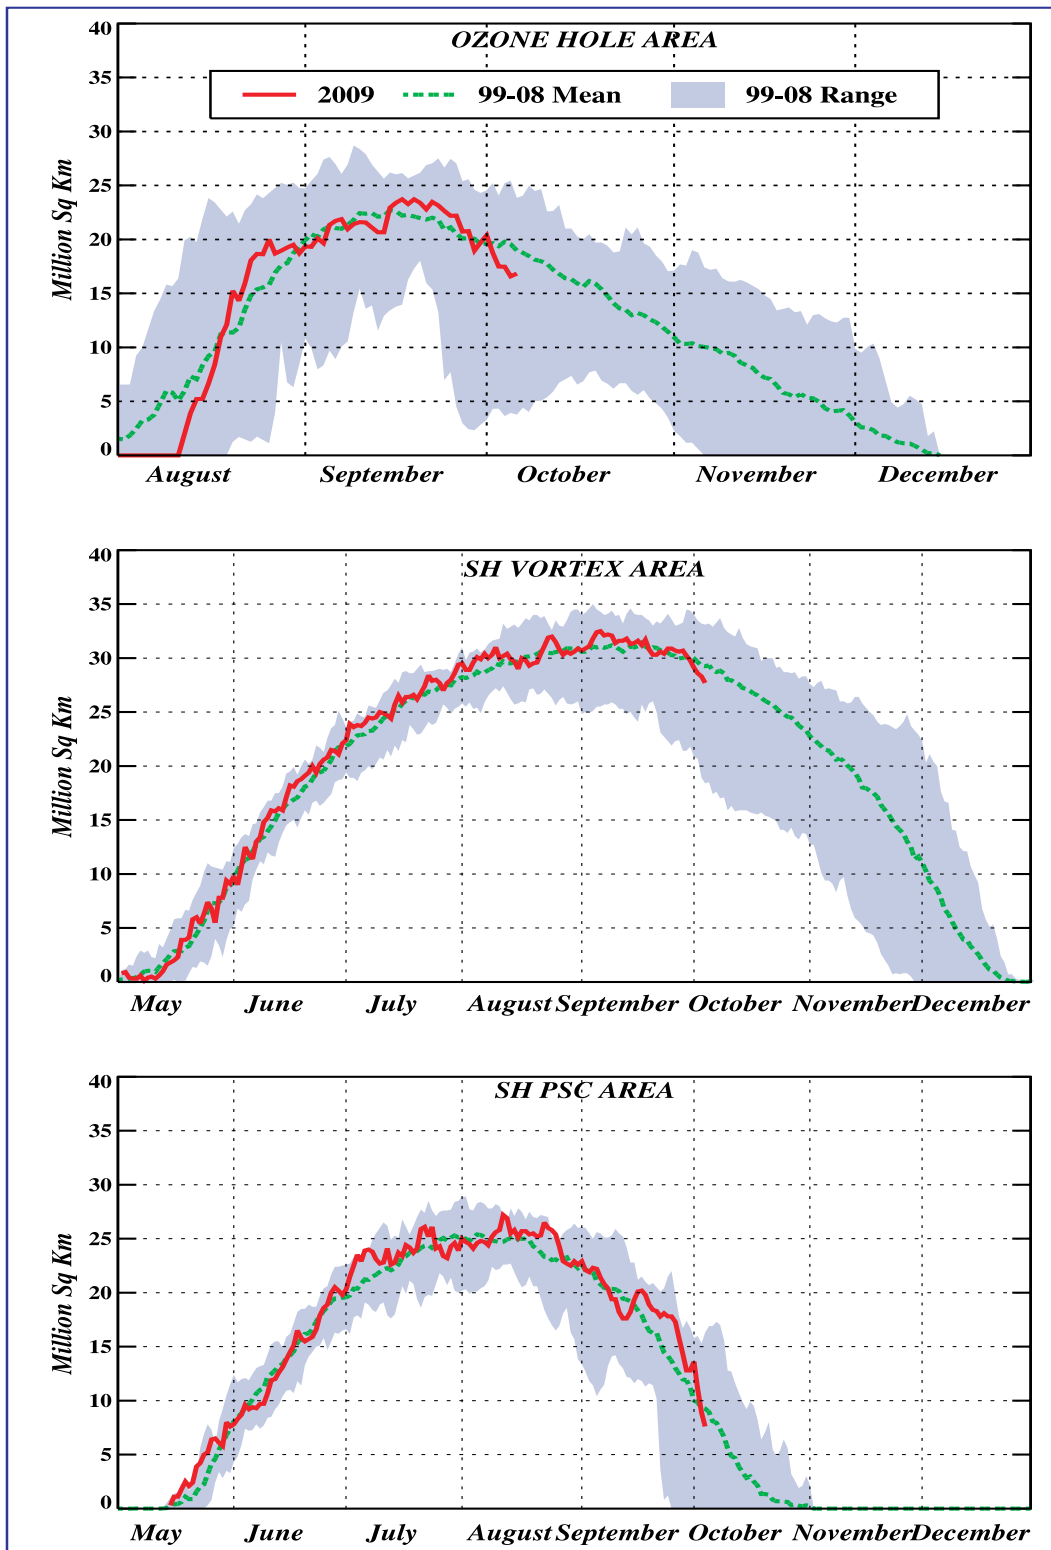 OZONE HOLE AREA
2009 99-08 Mean 99-08 Range
Million Sq Km
40
35
30
25
20
15
10
5
0
August September October November December
SH VORTEX AREA
Million Sq Km
40
35
30
25
20
15
10
5
0
May June July August September October November December
SH PSC AREA
Million Sq Km
40
35
30
25
20
15
10
5
0
May June July August September October November December